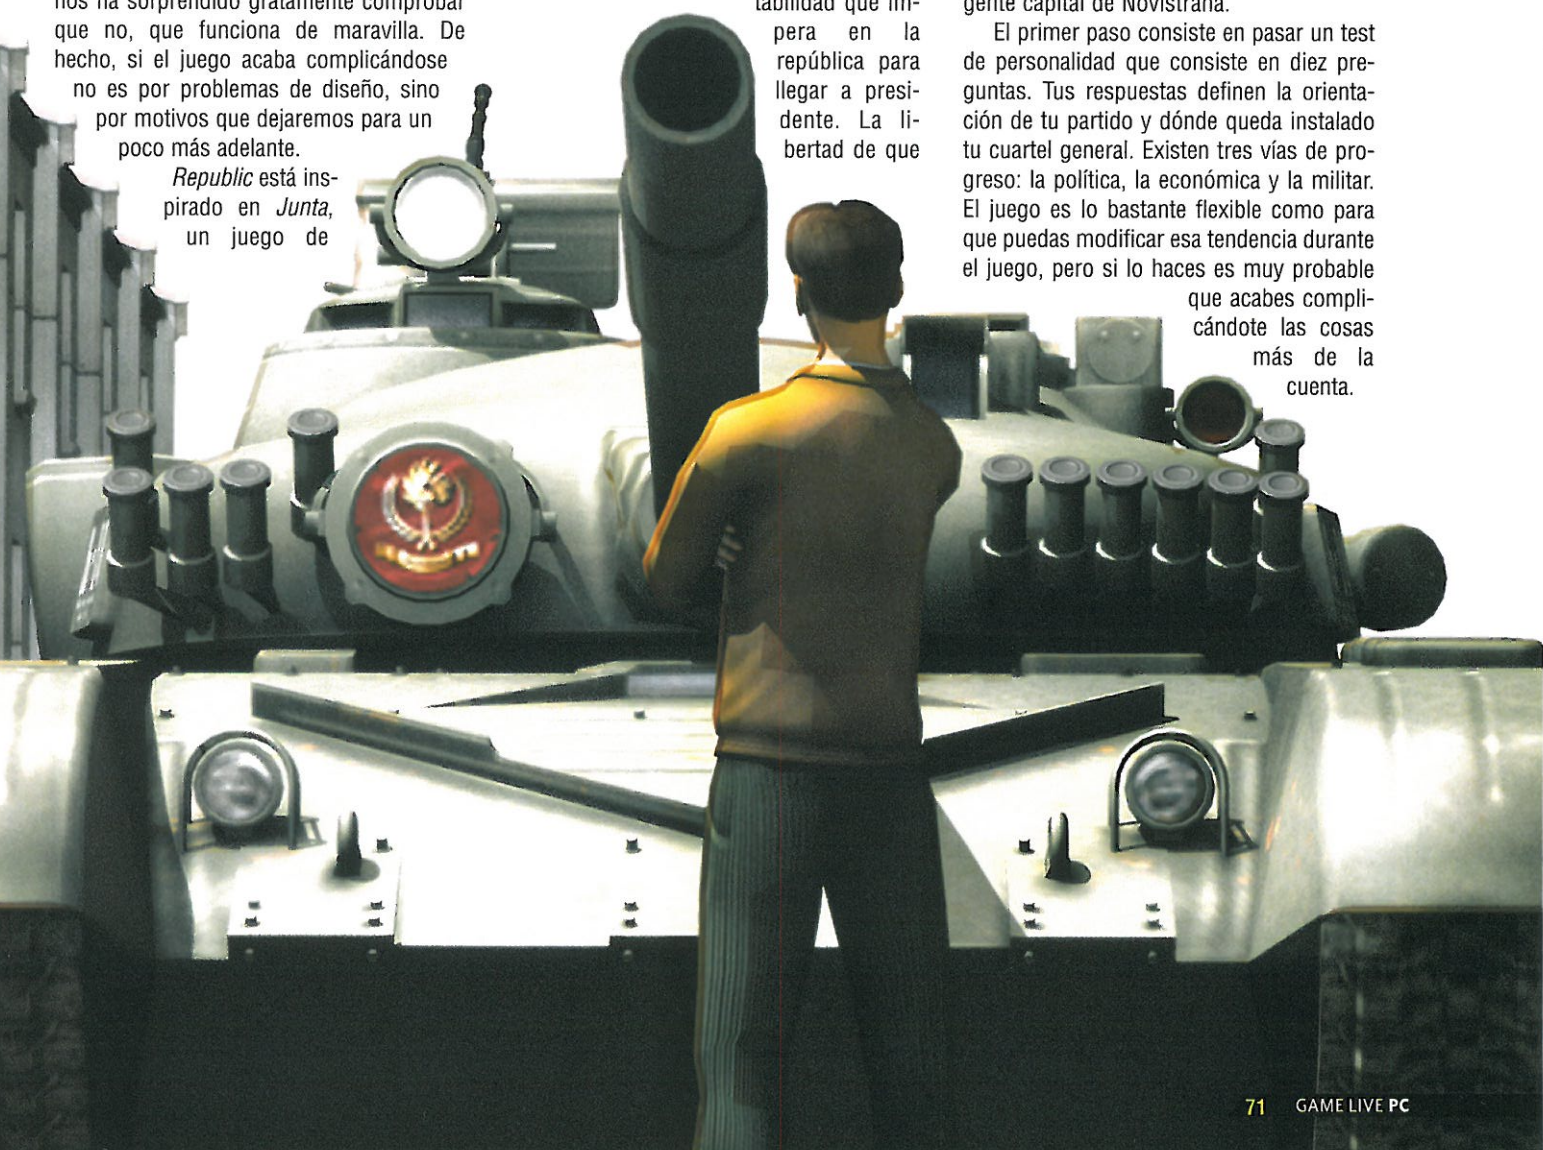 nos ha sorprendido gratamente comprobar
que no, que funciona de maravilla. De
hecho, si el juego acaba complicándose
no es por problemas de diseño, sino
por motivos que dejaremos para un
poco más adelante.
Republic está ins-
pirado en Junta,
un juego de
tabilidad que im-
pera en la
república para
llegar a presi-
dente. La li-
bertad de que
gente capital de Novistrana.
El primer paso consiste en pasar un test
de personalidad que consiste en diez pre-
guntas. Tus respuestas definen la orienta-
ción de tu partido y dónde queda instalado
tu cuartel general. Existen tres vías de pro-
greso: la política, la económica y la militar.
El juego es lo bastante flexible como para
que puedas modificar esa tendencia durante
el juego, pero si lo haces es muy probable
que acabes compli-
cándote las cosas
más de la
cuenta.
71 GAME LIVE PC